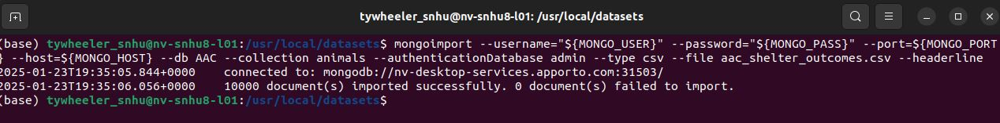 tywheeler_snhu@nv-snhu8-l01: /usr/local/datasets
(base) tywheeler_snhu@nv-snhu8-l01:/usr/local/datasets$ mongoimport --username="${MONGO_USER}" --password="${MONGO_PASS}" --port=${MONGO_PORT
} --host=${MONGO_HOST} --db AAC --collection animals --authenticationDatabase admin --type csv --file aac_shelter_outcomes.csv --headerline
2025-01-23T19:35:05.844+0000 connected to: mongodb://nv-desktop-services.apporto.com:31503/
2025-01-23T19:35:06.056+0000 10000 document(s) imported successfully. 0 document(s) failed to import.
(base) tywheeler_snhu@nv-snhu8-l01:/usr/local/datasets$